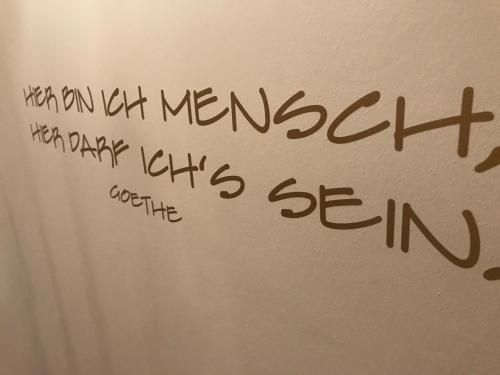 HIER BIN ICH MENSCH,
HIER DARF ICH'S SEIN.
GOETHE